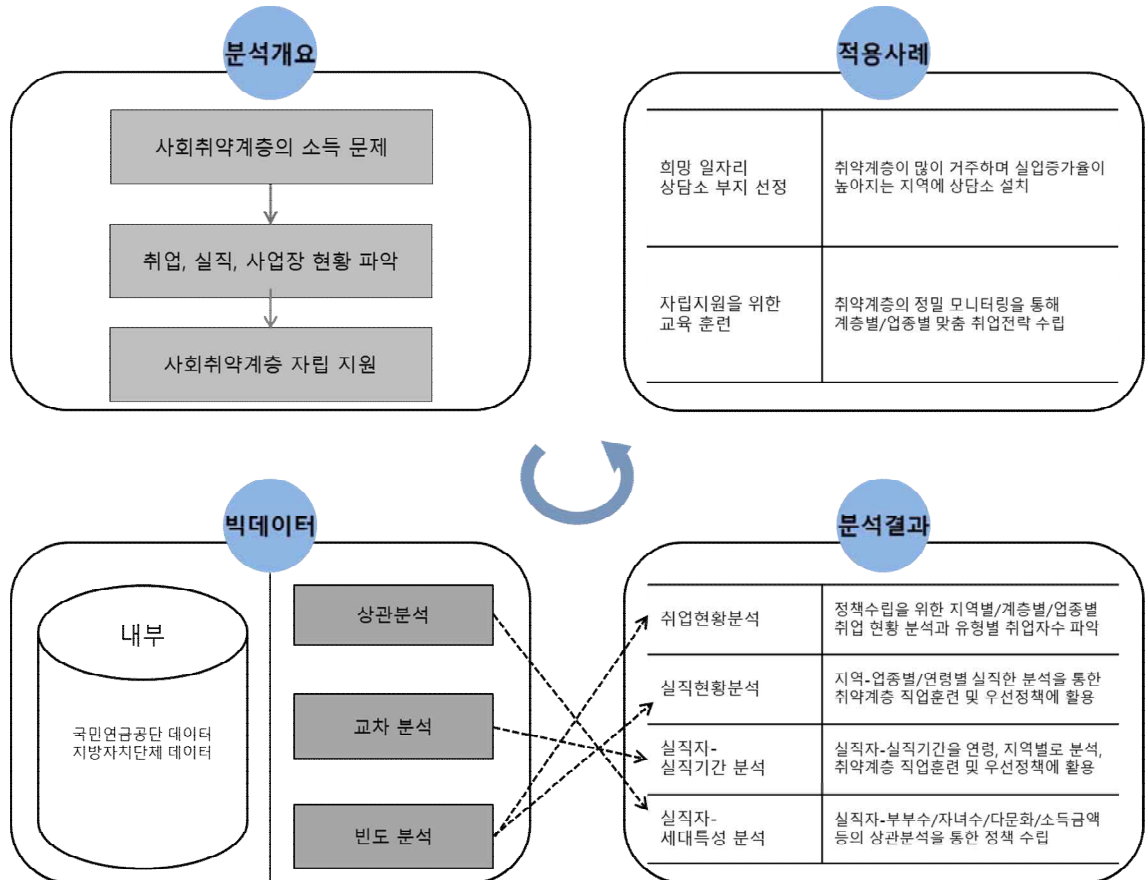 분석개요
사회취약계층의 소득 문제
취업, 실직, 사업장 현황 파악
사회취약계층 자립 지원
적용사례
희망 일자리
상담소 부지 선정
취약계층이 많이 거주하며 실업증가율이
높아지는 지역에 상담소 설치
자립지원을 위한
교육 훈련
취약계층의 정밀 모니터링을 통해
계층별/업종별 맞춤 취업전략 수립
빅데이터
내부
국민연금공단 데이터
지방자치단체 데이터
상관분석
교차 분석
빈도 분석
분석결과
취업현황분석
정책수립을 위한 지역별/계층별/업종별
취업 현황 분석과 유형별 취업자수 파악
실직현황분석
지역-업종별/연령별 실직한 분석을 통한
취약계층 직업훈련 및 우선정책에 활용
실직자-
실직기간 분석
실직자-실직기간을 연령, 지역별로 분석,
취약계층 직업훈련 및 우선정책에 활용
실직자-
세대특성 분석
실직자-부부수/자녀수/다문화/소득금액
등의 상관분석을 통한 정책 수립